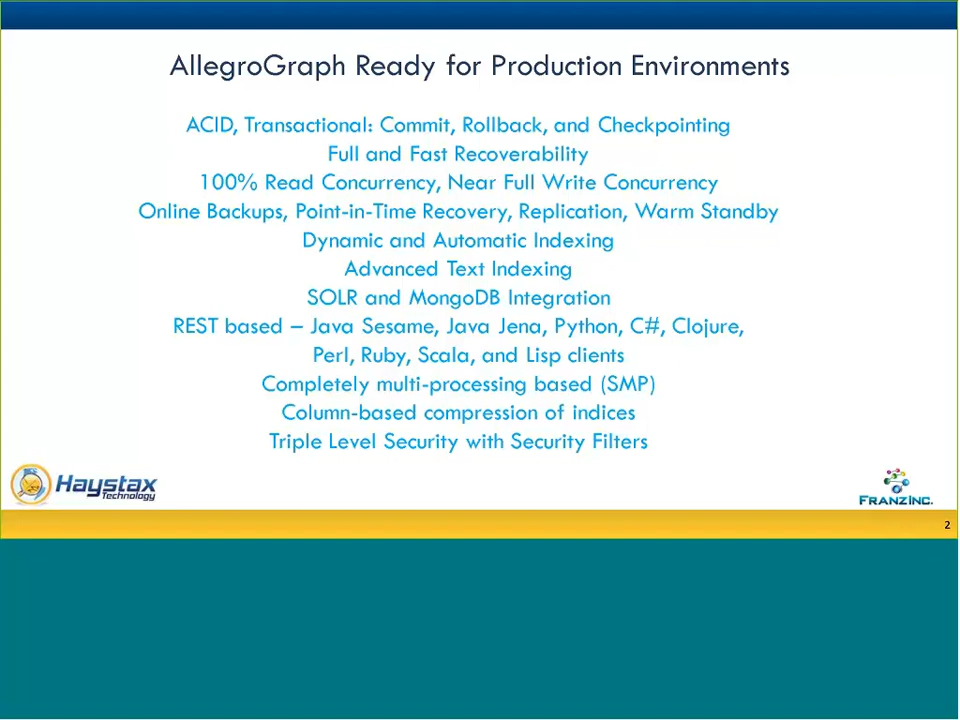 AllegroGraph Ready for Production Environments
ACID, Transactional: Commit, Rollback, and Checkpointing
Full and Fast Recoverability
100% Read Concurrency, Near Full Write Concurrency
Online Backups, Point-in-Time Recovery, Replication, Warm Standby
Dynamic and Automatic Indexing
Advanced Text Indexing
SOLR and MongoDB Integration
REST based – Java Sesame, Java Jena, Python, C#, Clojure,
Perl, Ruby, Scala, and Lisp clients
Completely multi-processing based (SMP)
Column-based compression of indices
Triple Level Security with Security Filters
Haystax
Technology
FRANZ INC.
2